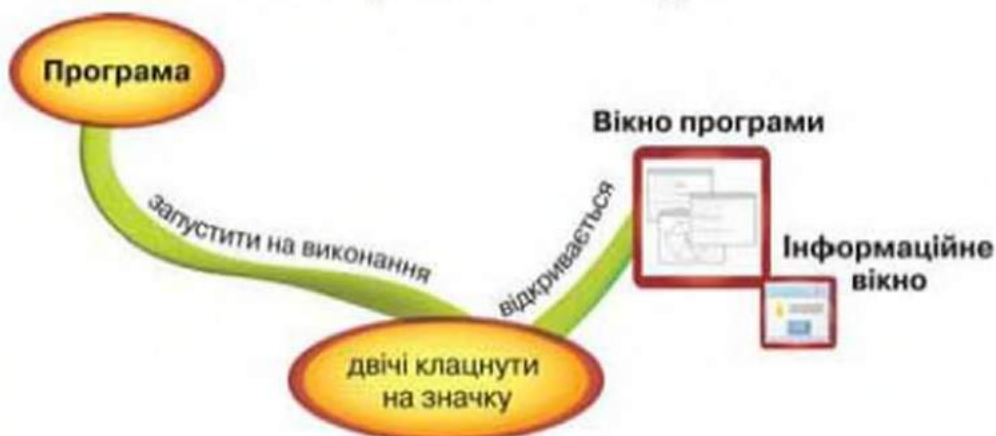 Програма
запустити на виконання
двічі клацнути
на значку
відкривається
Вікно програми
Інформаційне
вікно